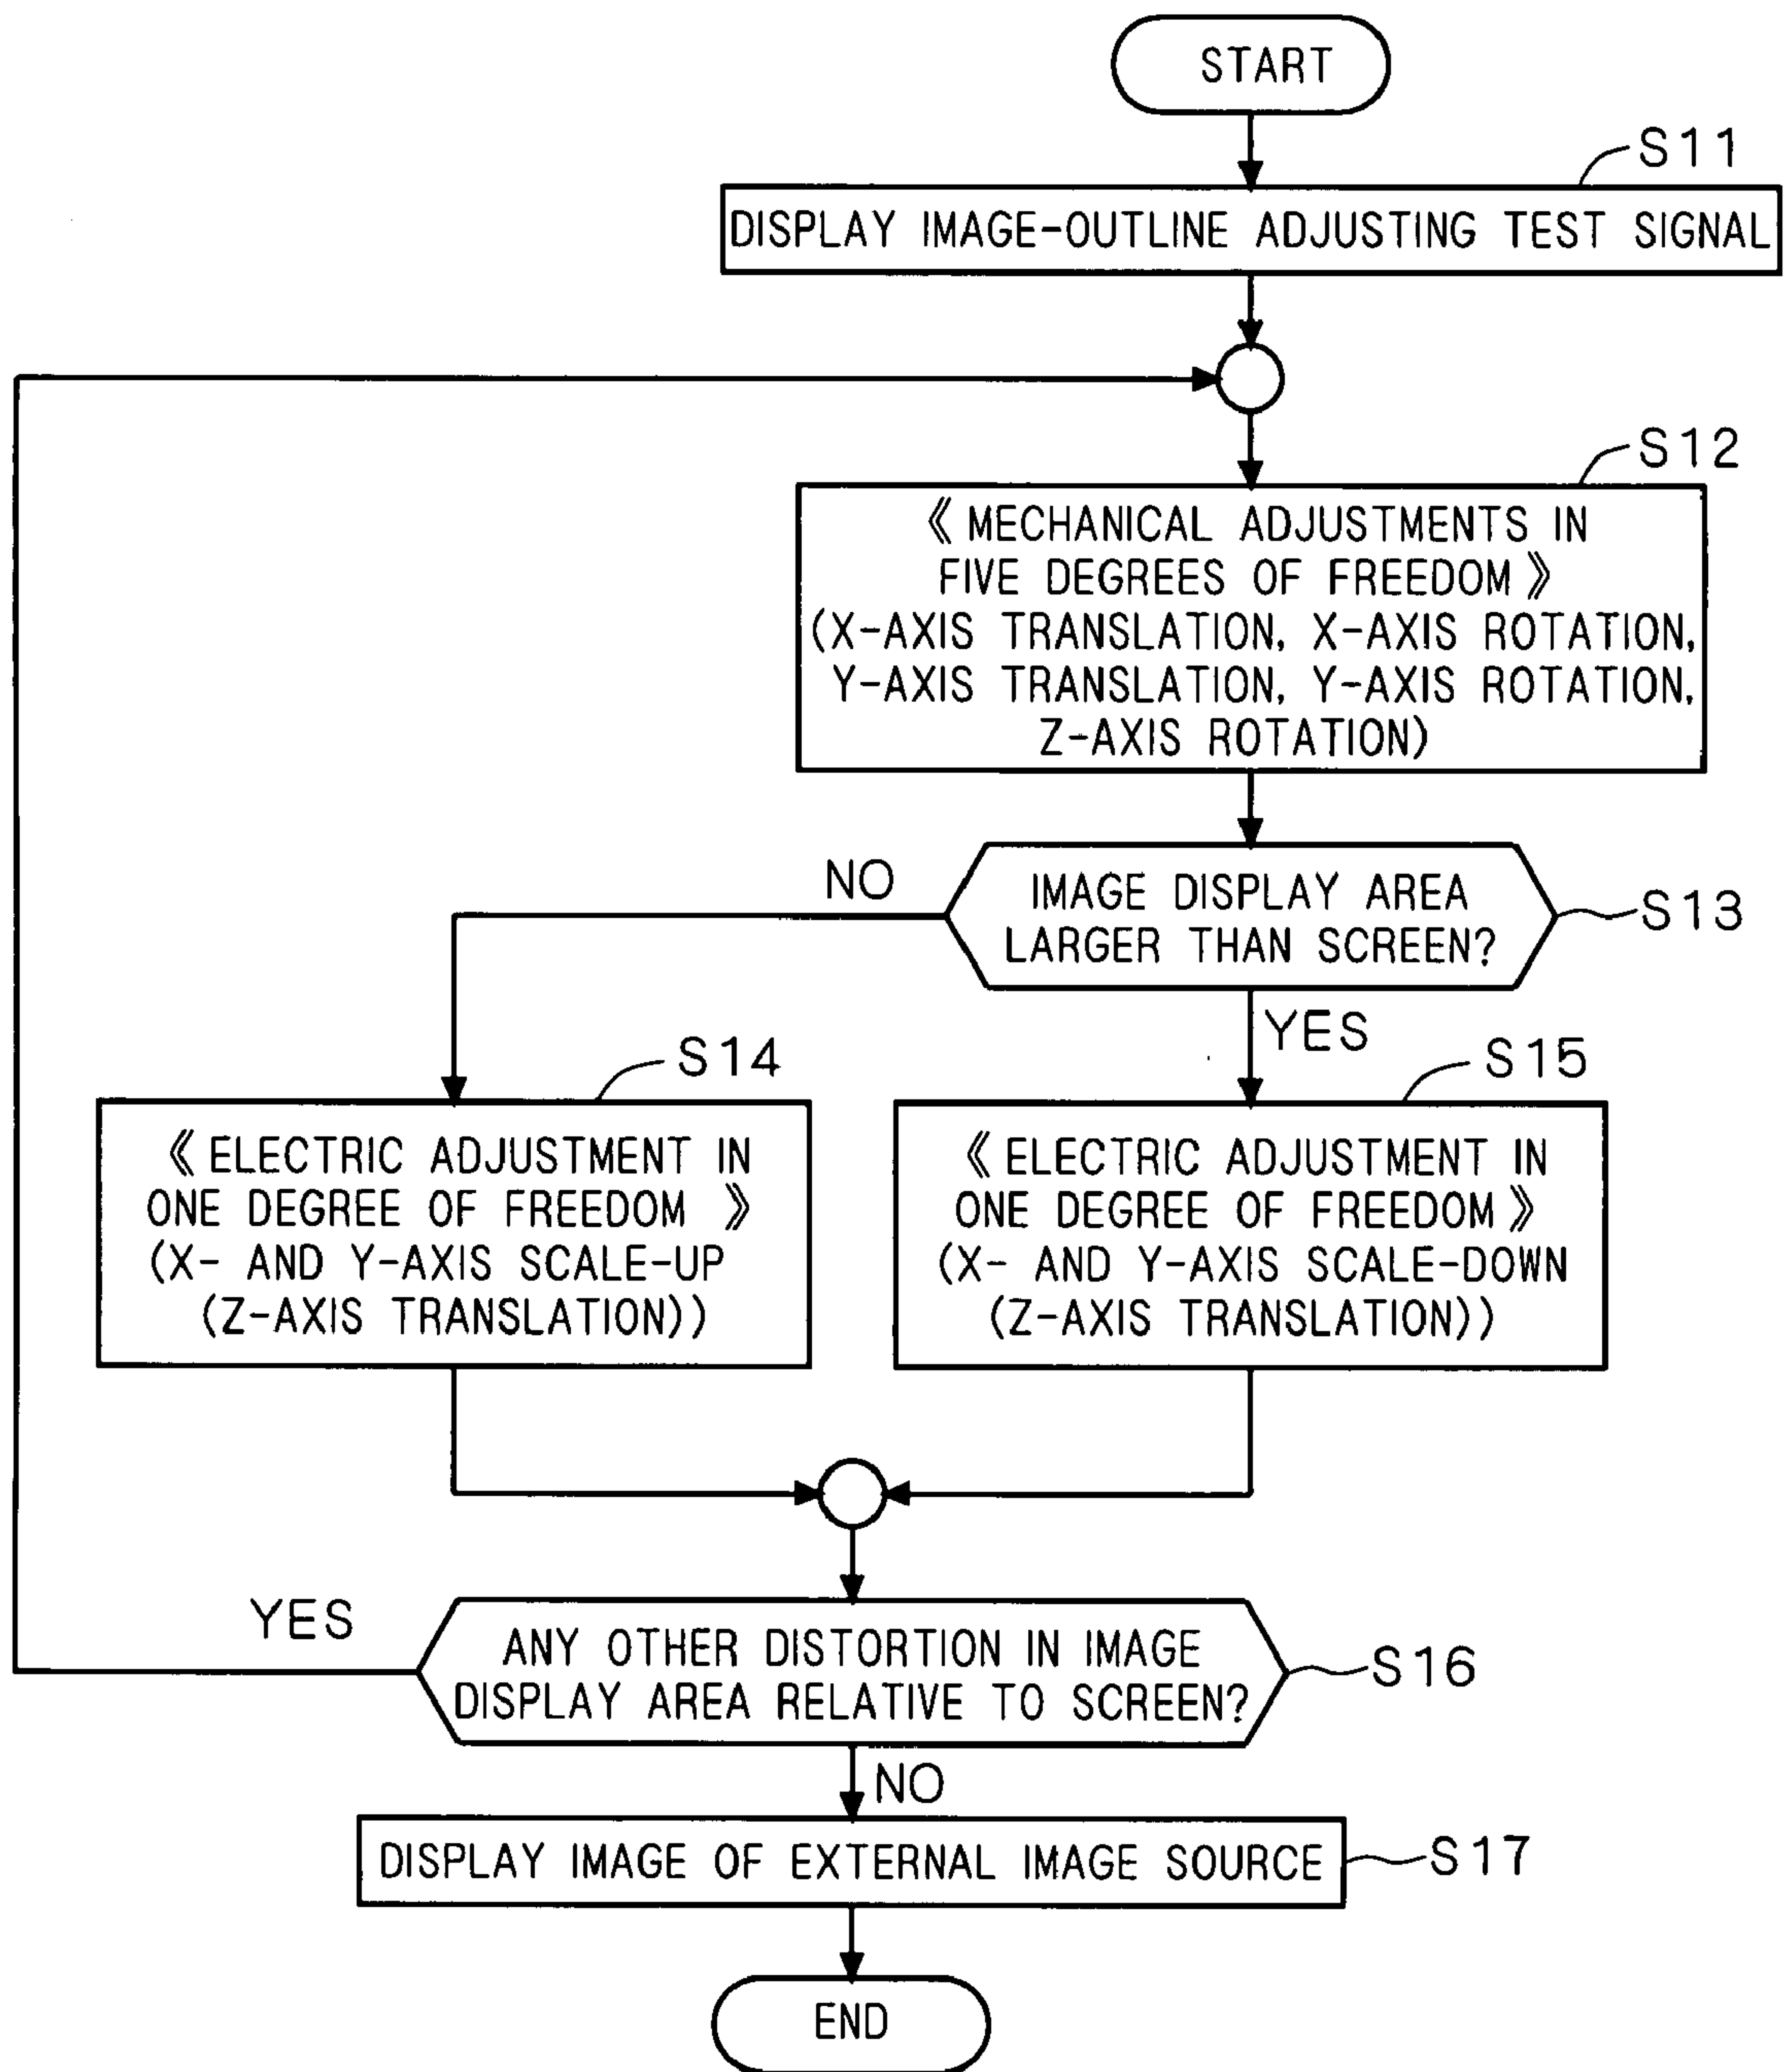 START
S11
DISPLAY IMAGE-OUTLINE ADJUSTING TEST SIGNAL
S12
《MECHANICAL ADJUSTMENTS IN
FIVE DEGREES OF FREEDOM》
(X-AXIS TRANSLATION, X-AXIS ROTATION,
Y-AXIS TRANSLATION, Y-AXIS ROTATION,
Z-AXIS ROTATION)
NO
IMAGE DISPLAY AREA
LARGER THAN SCREEN?
S13
YES
S14
《ELECTRIC ADJUSTMENT IN
ONE DEGREE OF FREEDOM》
(X- AND Y-AXIS SCALE-UP
(Z-AXIS TRANSLATION))
S15
《ELECTRIC ADJUSTMENT IN
ONE DEGREE OF FREEDOM》
(X- AND Y-AXIS SCALE-DOWN
(Z-AXIS TRANSLATION))
YES
ANY OTHER DISTORTION IN IMAGE
DISPLAY AREA RELATIVE TO SCREEN?
S16
NO
DISPLAY IMAGE OF EXTERNAL IMAGE SOURCE
S17
END